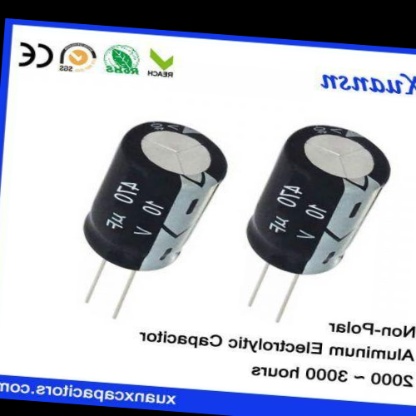 Xuansn
CE SGS RoHS REACH
470 µF
10 V
470 µF
10 V
Non-Polar
Aluminum Electrolytic Capacitor
2000 ~ 3000 hours
xuanxcapacitors.com